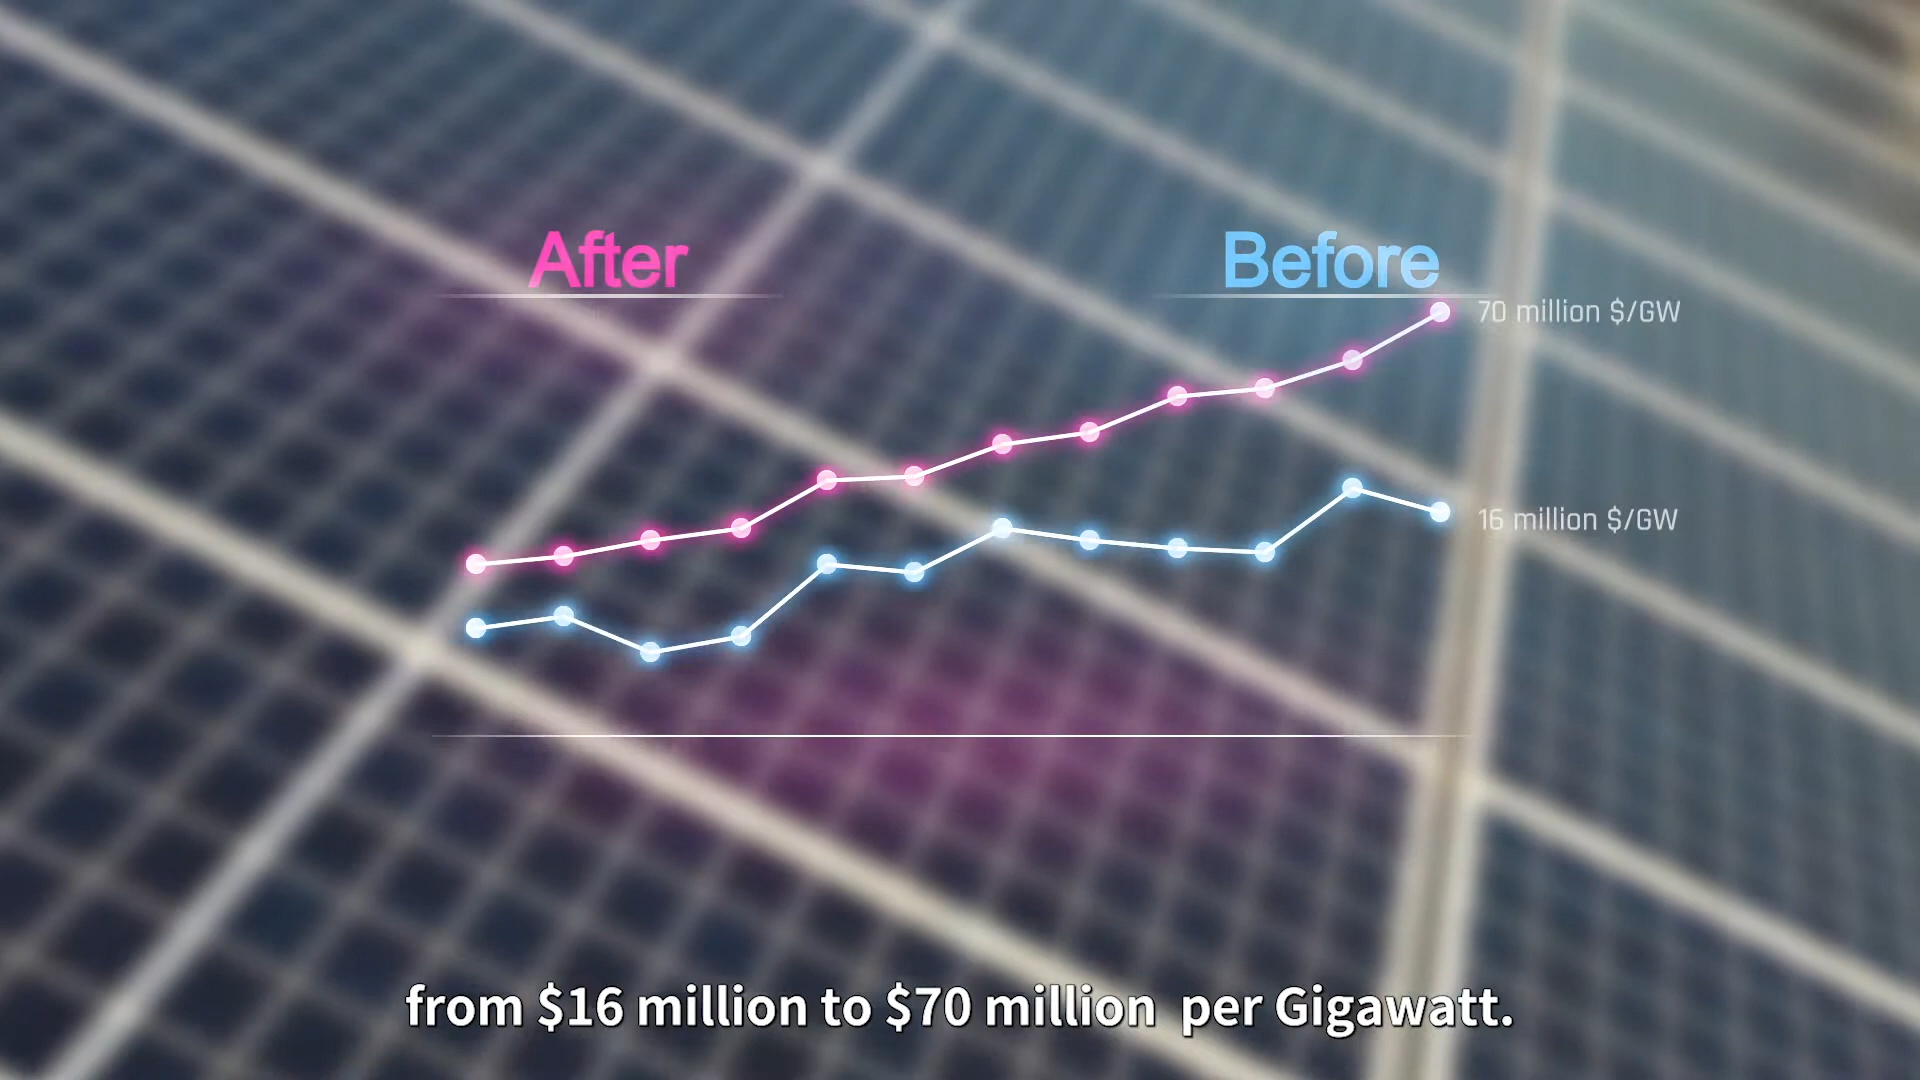 After
Before
70 million $/GW
16 million $/GW
from $16 million to $70 million per Gigawatt.